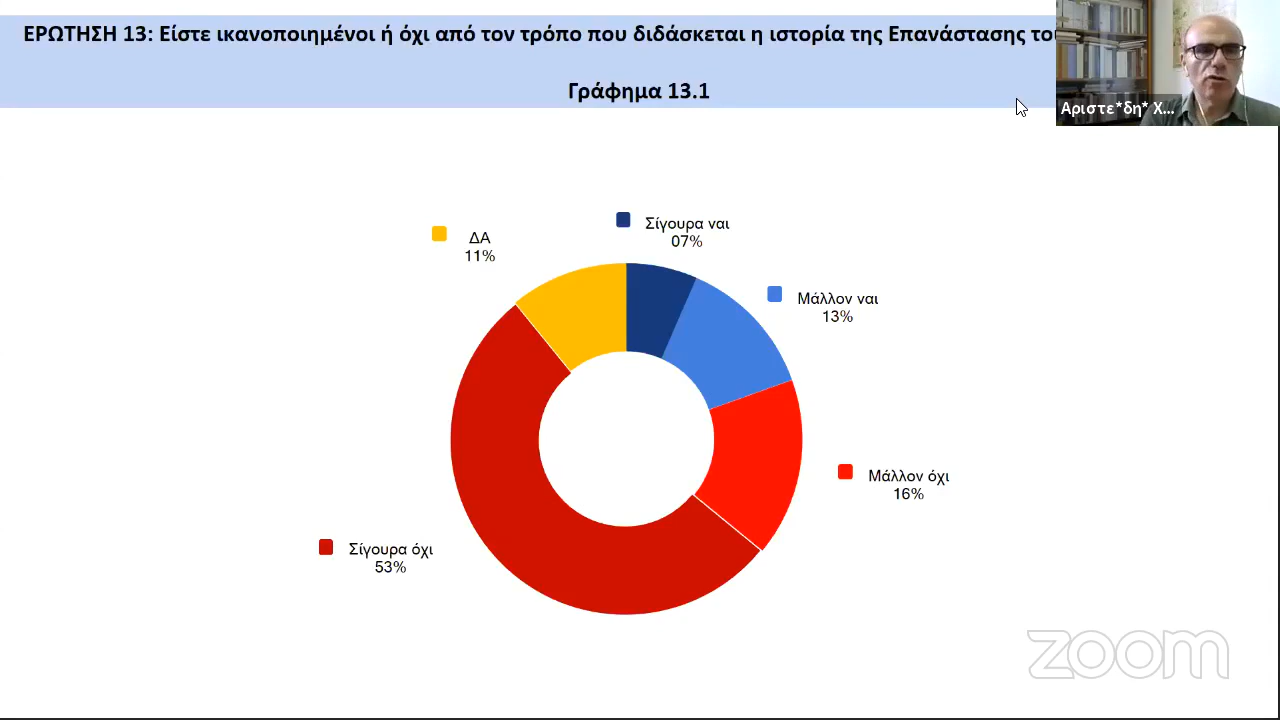 ΕΡΩΤΗΣΗ 13: Είστε ικανοποιημένοι ή όχι από τον τρόπο που διδάσκεται η ιστορία της Επανάστασης
Γράφημα 13.1
Αριστε*δη* Χ...
Σίγουρα ναι
07%
ΔΑ
11%
Μάλλον ναι
13%
Μάλλον όχι
16%
Σίγουρα όχι
53%
zoom